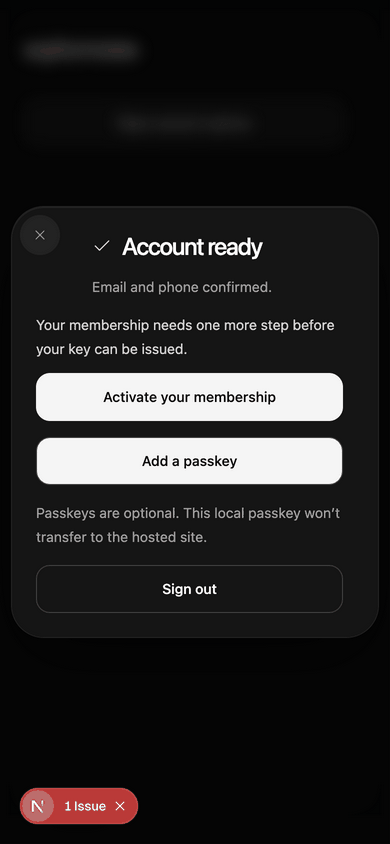 Account ready
Email and phone confirmed.
Your membership needs one more step before
your key can be issued.
Activate your membership
Add a passkey
Passkeys are optional. This local passkey won’t
transfer to the hosted site.
Sign out
N 1 Issue